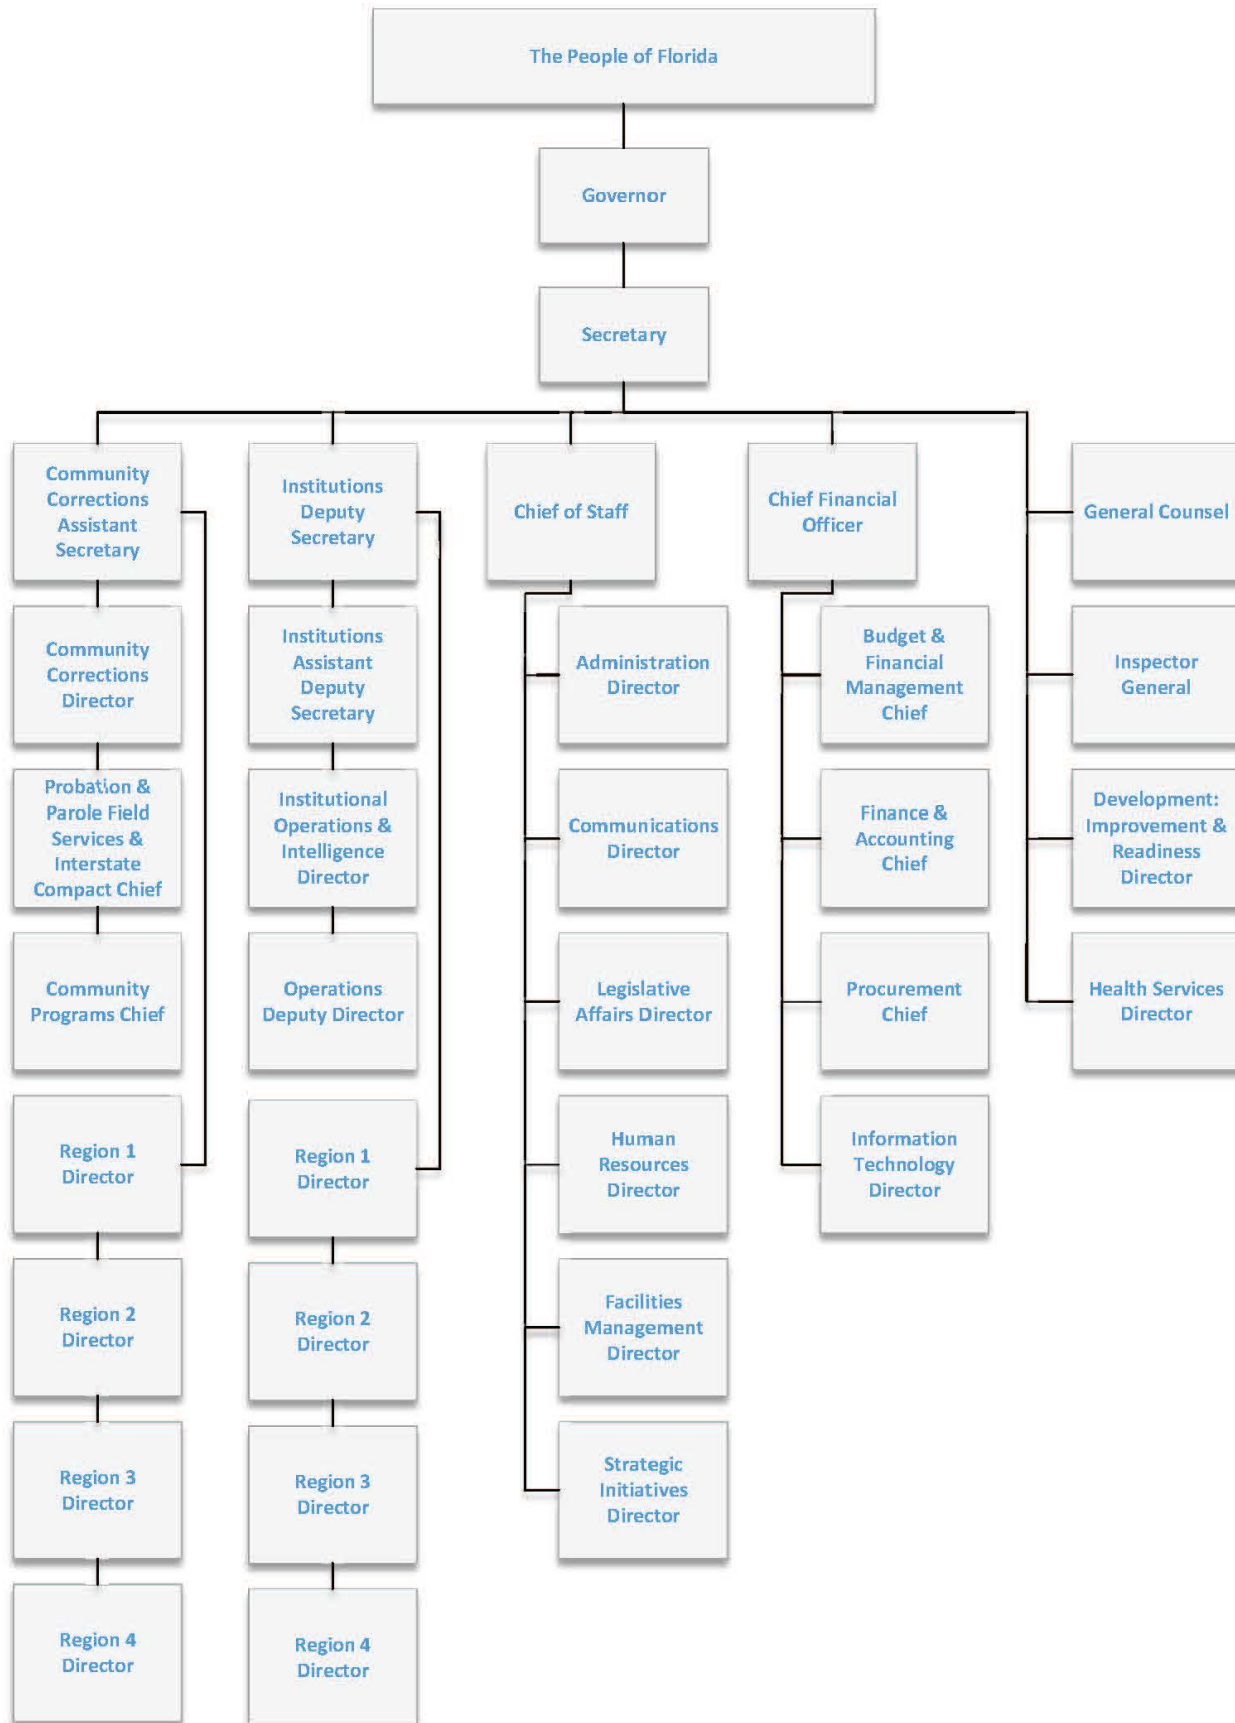 The People of Florida
Governor
Secretary
Community
Corrections
Assistant
Secretary
Institutions
Deputy
Secretary
Chief of Staff
Chief Financial
Officer
General Counsel
Community
Corrections
Director
Institutions
Assistant
Deputy
Secretary
Administration
Director
Budget &
Financial
Management
Chief
Inspector
General
Probation &
Parole Field
Services &
Interstate
Compact Chief
Institutional
Operations &
Intelligence
Director
Communications
Director
Finance &
Accounting
Chief
Development:
Improvement &
Readiness
Director
Community
Programs Chief
Operations
Deputy Director
Legislative
Affairs Director
Procurement
Chief
Health Services
Director
Region 1
Director
Region 1
Director
Human
Resources
Director
Information
Technology
Director
Region 2
Director
Region 2
Director
Facilities
Management
Director
Region 3
Director
Region 3
Director
Strategic
Initiatives
Director
Region 4
Director
Region 4
Director